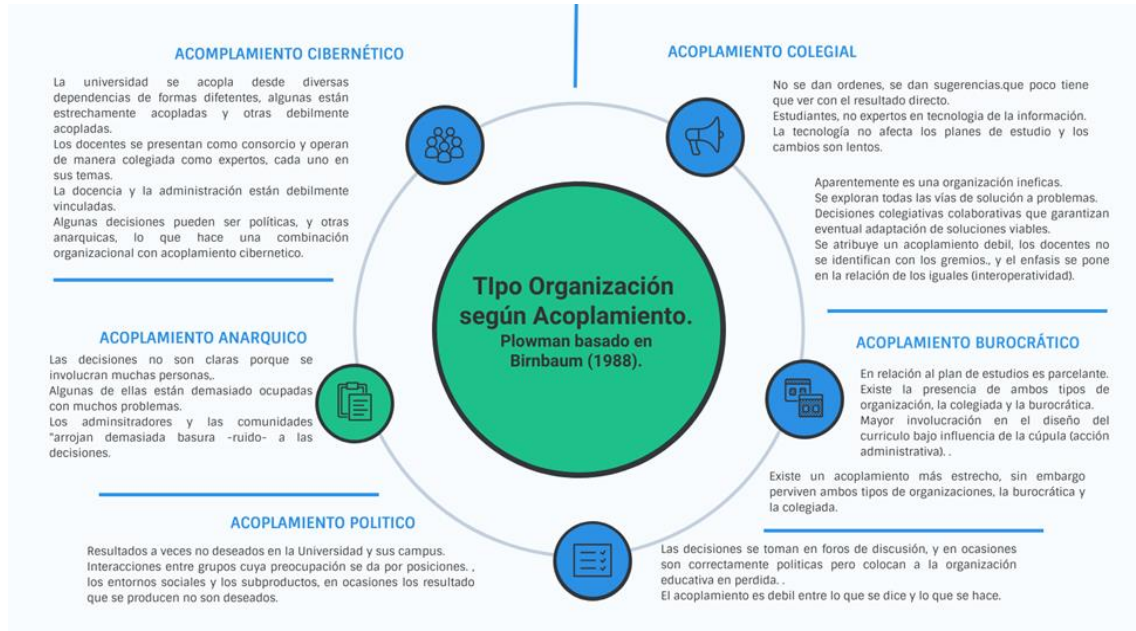 ACOMPLAMIENTO CIBERNÉTICO
La universidad se acopla desde diversas
dependencias de formas difetentes, algunas están
estrechamente acopladas y otras debilmente
acopladas.
Los docentes se presentan como consorcio y operan
de manera colegiada como expertos, cada uno en
sus temas.
La docencia y la administración están debilmente
vinculadas.
Algunas decisiones pueden ser políticas, y otras
anarquicas, lo que hace una combinación
organizacional con acoplamiento cibernetico.
ACOPLAMIENTO COLEGIAL
No se dan ordenes, se dan sugerencias.que poco tiene
que ver con el resultado directo.
Estudiantes, no expertos en tecnologia de la información.
La tecnología no afecta los planes de estudio y los
cambios son lentos.
Aparentemente es una organización ineficas.
Se exploran todas las vías de solución a problemas.
Decisiones colegiativas colaborativas que garantizan
eventual adaptación de soluciones viables.
Se atribuye un acoplamiento debil, los docentes no
se identifican con los gremios., y el enfasis se pone
en la relación de los iguales (interoperatividad).
TIpo Organización
según Acoplamiento.
Plowman basado en
Birnbaum (1988).
ACOPLAMIENTO ANARQUICO
Las decisiones no son claras porque se
involucran muchas personas,.
Algunas de ellas están demasiado ocupadas
con muchos problemas.
Los adminsitradores y las comunidades
"arrojan demasiada basura -ruido- a las
decisiones.
ACOPLAMIENTO BUROCRÁTICO
En relación al plan de estudios es parcelante.
Existe la presencia de ambos tipos de
organización, la colegiada y la burocrática.
Mayor involucración en el diseño del
curriculo bajo influencia de la cúpula (acción
administrativa). .
Existe un acoplamiento más estrecho, sin embargo
perviven ambos tipos de organizaciones, la burocrática y
la colegiada.
ACOPLAMIENTO POLITICO
Resultados a veces no deseados en la Universidad y sus campus.
Interacciones entre grupos cuya preocupación se da por posiciones. ,
los entornos sociales y los subproductos, en ocasiones los resultado
que se producen no son deseados.
Las decisiones se toman en foros de discusión, y en ocasiones
son correctamente politicas pero colocan a la organización
educativa en perdida. .
El acoplamiento es debil entre lo que se dice y lo que se hace.